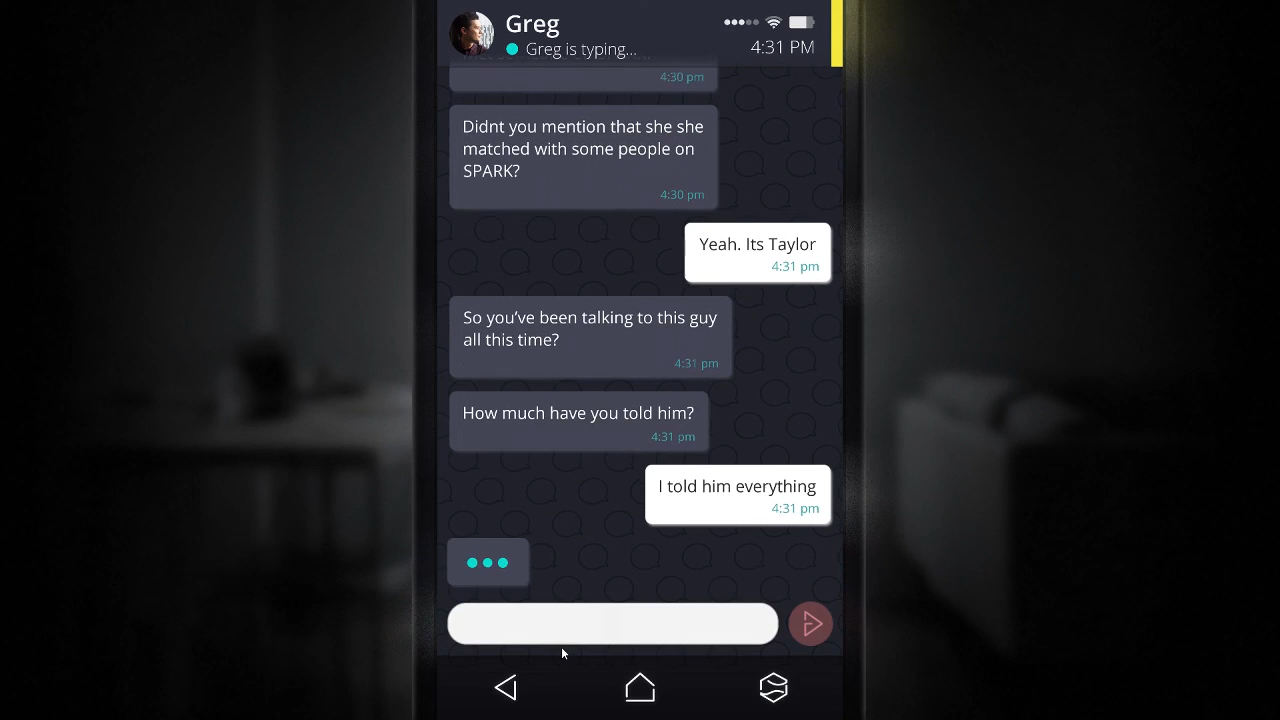 Greg
Greg is typing...
4:31 PM
4:30 pm
Didnt you mention that she she
matched with some people on
SPARK?
4:30 pm
Yeah. Its Taylor
4:31 pm
So you've been talking to this guy
all this time?
4:31 pm
How much have you told him?
4:31 pm
I told him everything
4:31 pm